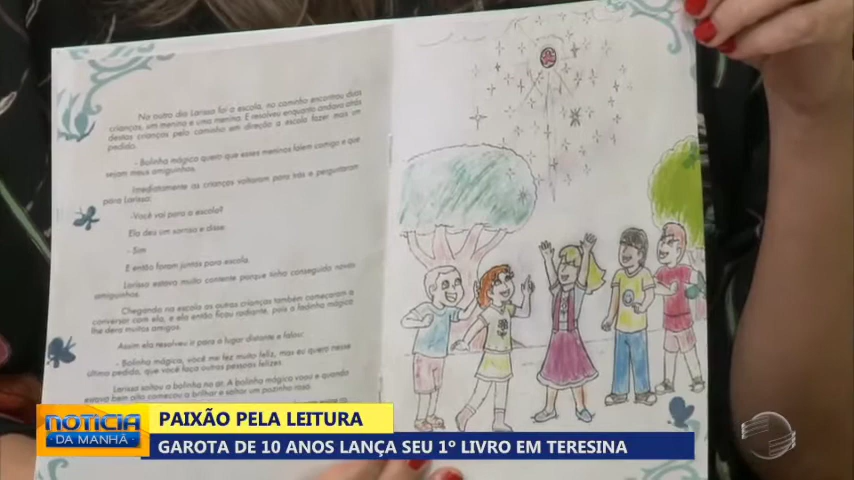 No outro dia Larissa foi a escola, no caminho encontrou duas
crianças, um menino e uma menina. E resolveu enquanto andava atrás
destas crianças pelo caminho em direção a escola fazer mais um
pedido.
- Bolinha mágica quero que esses meninos falem comigo e que
sejam meus amiguinhos.
Imediatamente as crianças voltaram para trás e perguntaram
para Larissa:
-Você vai para a escola?
Ela deu um sorriso e disse:
- Sim
E então foram juntos para escola.
Larissa estava muito contente porque tinha conseguido novos
amiguinhos.
Chegando na escola as outras crianças também começaram a
conversar com ela, e ela então ficou radiante, pois a fadinha mágica
lhe dera muitos amigos.
Assim ela resolveu ir para o lugar distante e falou:
- Bolinha mágica, você me fez muito feliz, mas eu quero nesse
último pedido, que você faça outras pessoas felizes.
Larissa soltou a bolinha no ar. A bolinha mágica voou e quando
estava bem alto começou a brilhar e soltar um pozinho rosa.
NOTÍCIA
DA MANHÃ
PAIXÃO PELA LEITURA
GAROTA DE 10 ANOS LANÇA SEU 1º LIVRO EM TERESINA